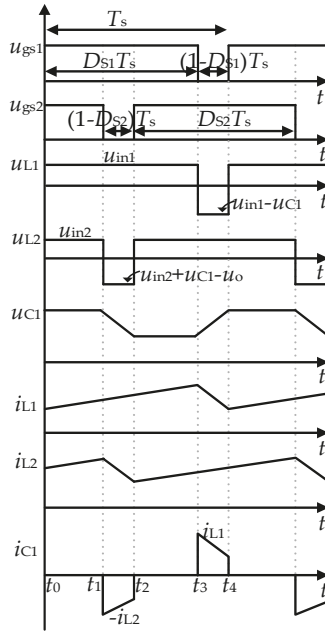 Ts
ugs1
DS1Ts
(1-DS1)Ts
t
ugs2
(1-DS2)Ts
DS2Ts
t
uL1
uin1
uin1-uC1
t
uL2
uin2
uin2+uC1-uo
t
uC1
t
iL1
t
iL2
t
iC1
iL1
t0
t1
t2
t3
t4
t
-iL2